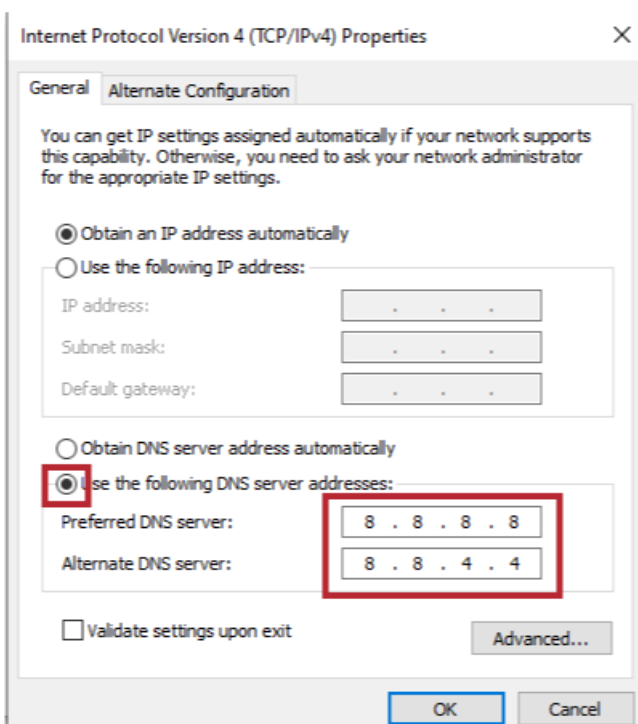 Internet Protocol Version 4 (TCP/IPv4) Properties
General Alternate Configuration
You can get IP settings assigned automatically if your network supports
this capability. Otherwise, you need to ask your network administrator
for the appropriate IP settings.
Obtain an IP address automatically
Use the following IP address:
IP address: . . .
Subnet mask: . . .
Default gateway: . . .
Obtain DNS server address automatically
Use the following DNS server addresses:
Preferred DNS server: 8 . 8 . 8 . 8
Alternate DNS server: 8 . 8 . 4 . 4
Validate settings upon exit Advanced...
OK Cancel